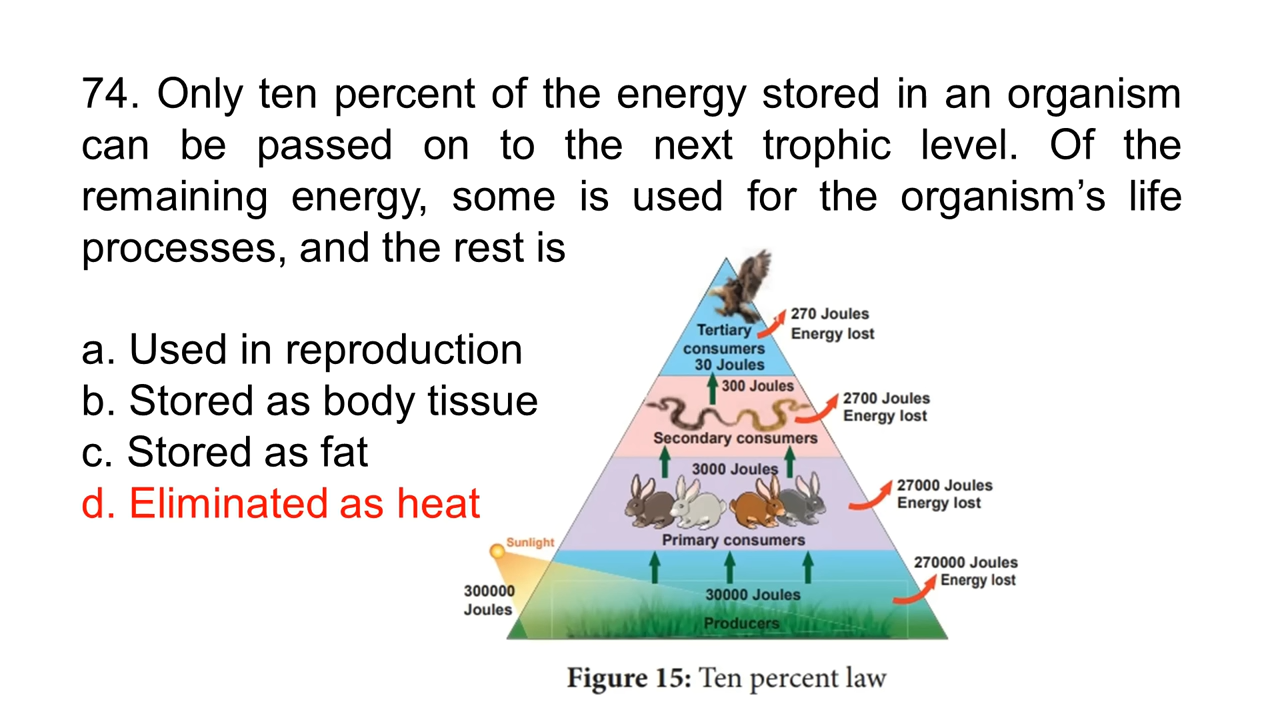 74. Only ten percent of the energy stored in an organism
can be passed on to the next trophic level. Of the
remaining energy, some is used for the organism’s life
processes, and the rest is
a. Used in reproduction
b. Stored as body tissue
c. Stored as fat
d. Eliminated as heat
270 Joules
Energy lost
Tertiary
consumers
30 Joules
300 Joules
2700 Joules
Energy lost
Secondary consumers
3000 Joules
27000 Joules
Energy lost
Primary consumers
Sunlight
300000
Joules
270000 Joules
Energy lost
30000 Joules
Producers
Figure 15: Ten percent law